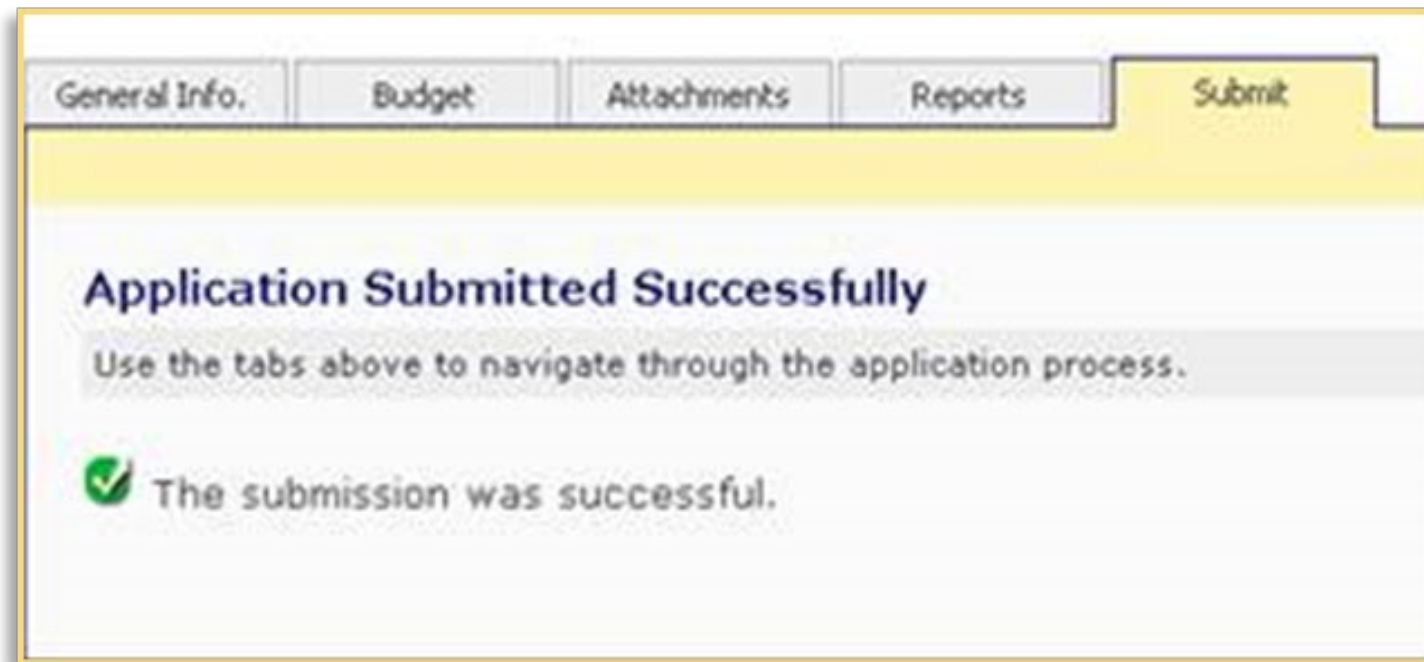 General Info. Budget Attachments Reports Submit
Application Submitted Successfully
Use the tabs above to navigate through the application process.
The submission was successful.